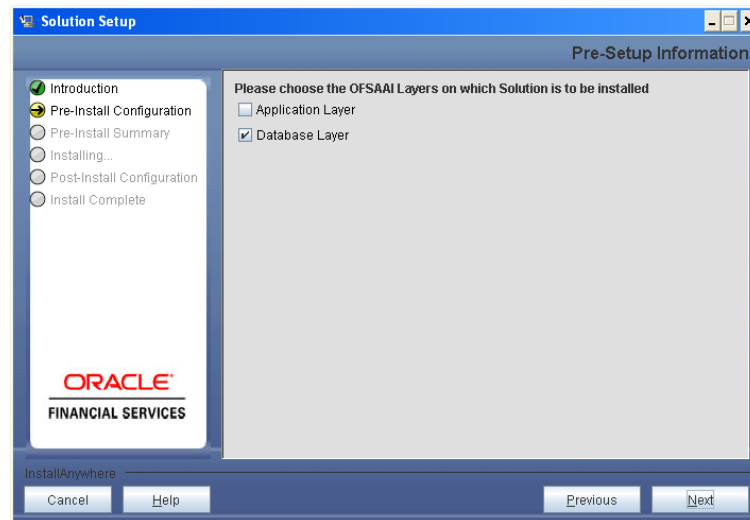 Solution Setup
Pre-Setup Information
Introduction
Pre-Install Configuration
Pre-Install Summary
Installing...
Post-Install Configuration
Install Complete
ORACLE
FINANCIAL SERVICES
Please choose the OFSAAI Layers on which Solution is to be installed
Application Layer
Database Layer
InstallAnywhere
Cancel
Help
Previous
Next